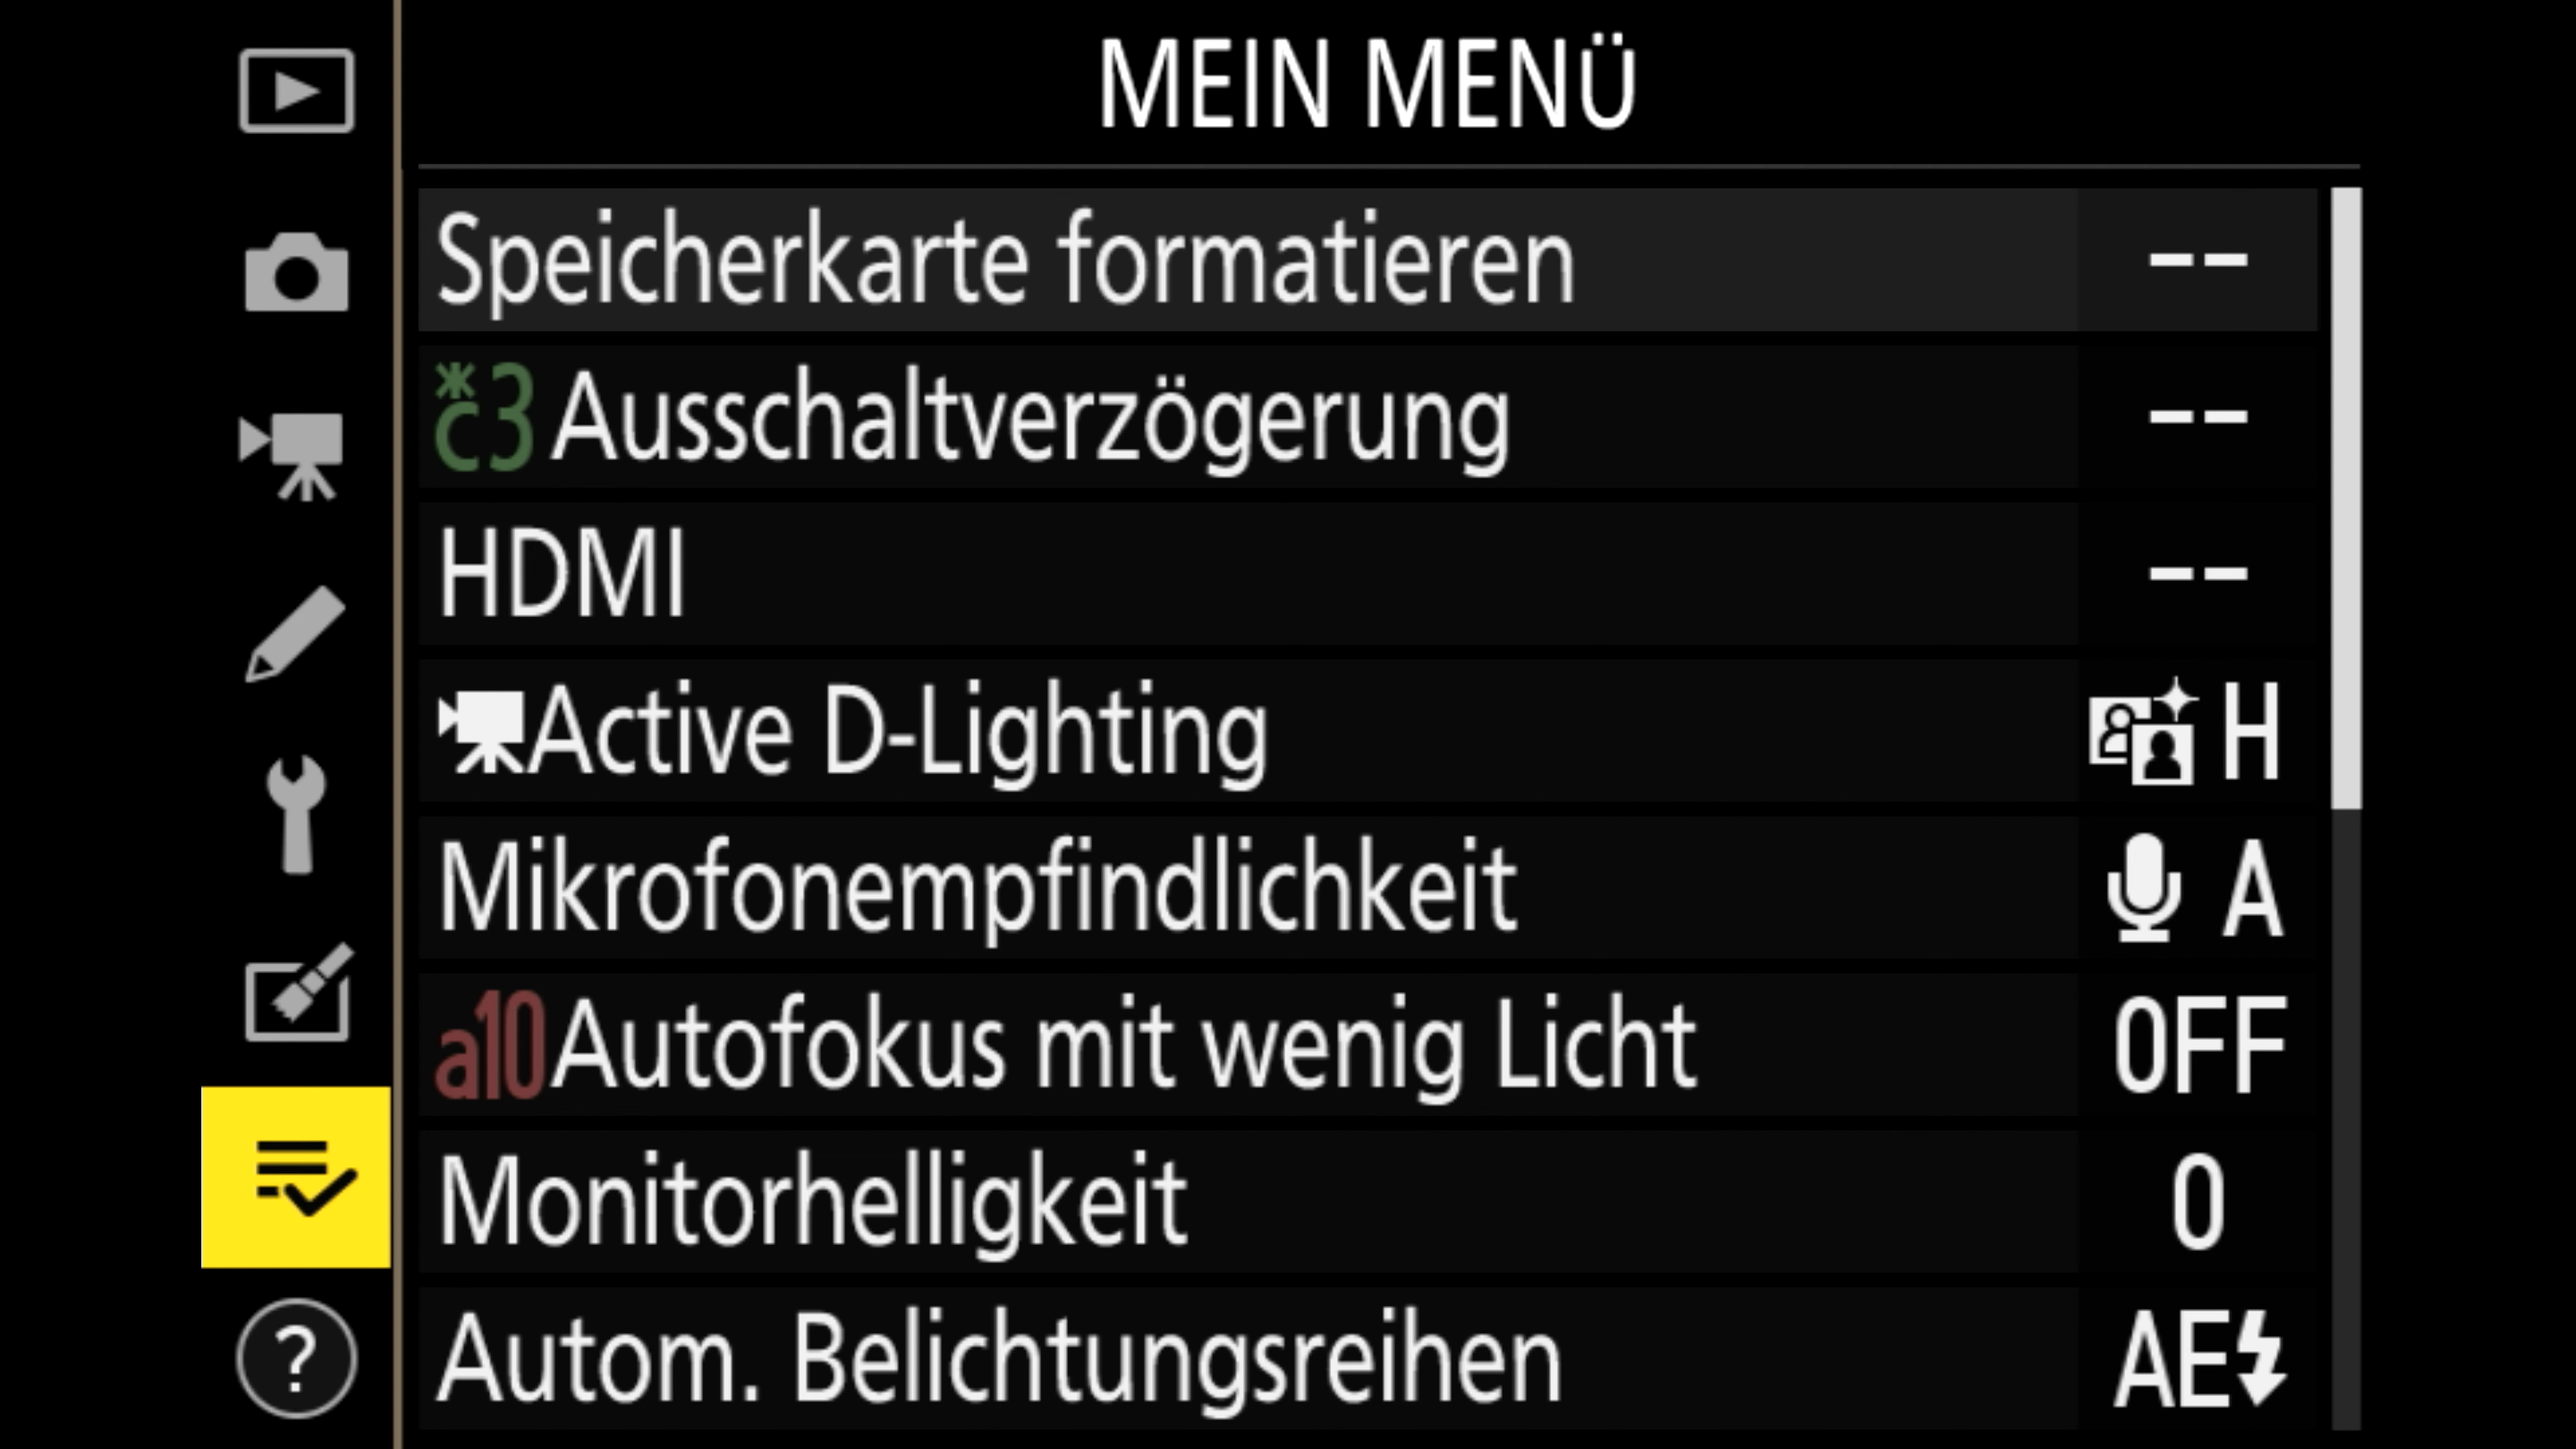 MEIN MENÜ
Speicherkarte formatieren --
*c3 Ausschaltverzögerung --
HDMI --
Active D-Lighting H
Mikrofonempfindlichkeit A
a10 Autofokus mit wenig Licht OFF
Monitorhelligkeit 0
Autom. Belichtungsreihen AE
?